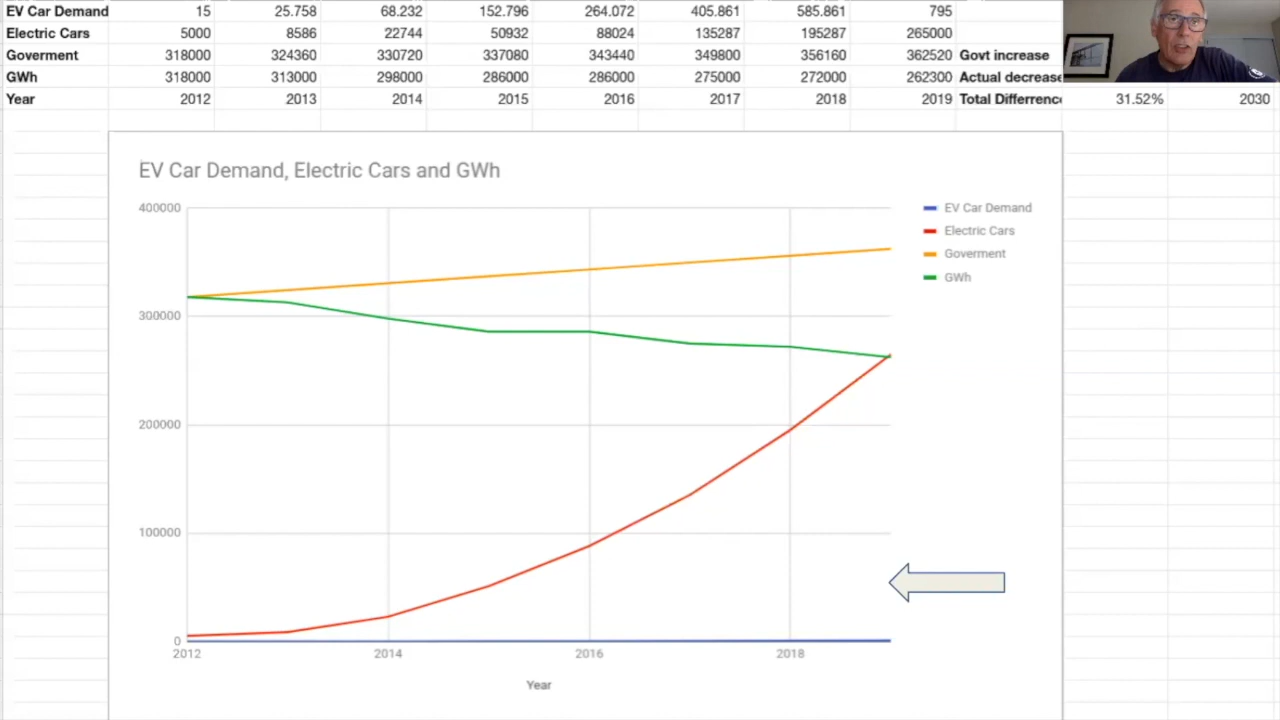 EV Car Demand 15 25.758 68.232 152.796 264.072 405.861 585.861 795
Electric Cars 5000 8586 22744 50932 88024 135287 195287 265000
Goverment 318000 324360 330720 337080 343440 349800 356160 362520 Govt increase
GWh 318000 313000 298000 286000 286000 275000 272000 262300 Actual decrease
Year 2012 2013 2014 2015 2016 2017 2018 2019 Total Differrenc 31.52% 2030
EV Car Demand, Electric Cars and GWh
400000
300000
200000
100000
0
2012 2014 2016 2018
Year
EV Car Demand
Electric Cars
Goverment
GWh